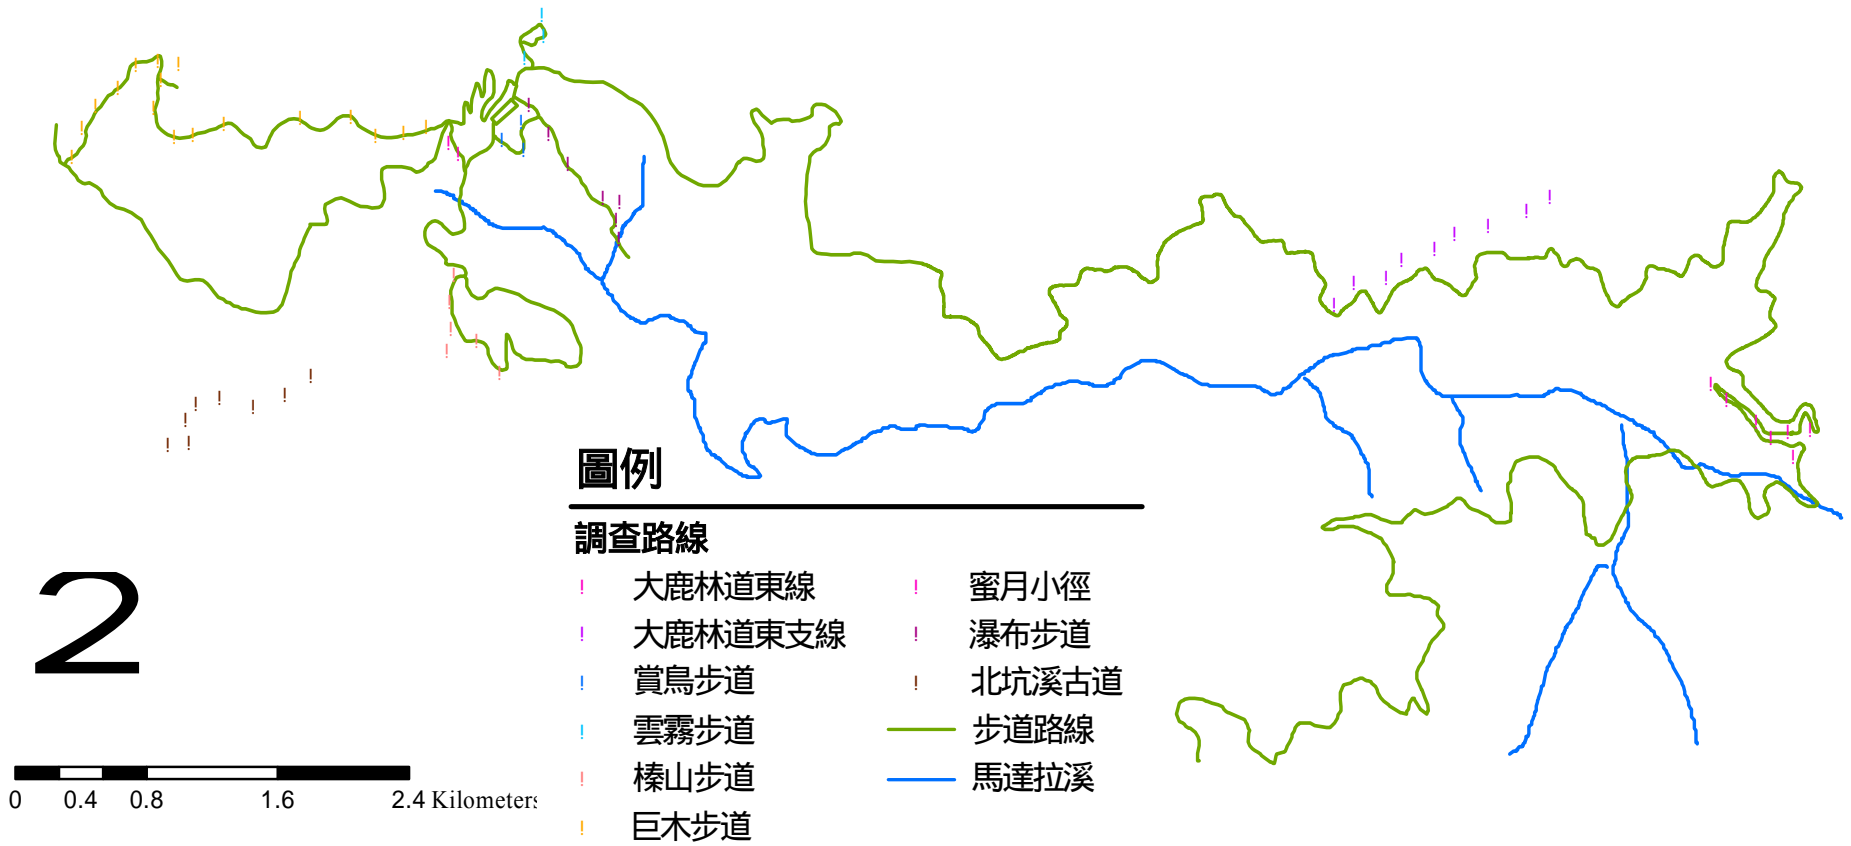 圖例
調查路線
! 大鹿林道東線
! 大鹿林道東支線
! 賞鳥步道
! 雲霧步道
! 榛山步道
! 巨木步道
! 蜜月小徑
! 瀑布步道
! 北坑溪古道
步道路線
馬達拉溪
2
0 0.4 0.8 1.6 2.4 Kilometers